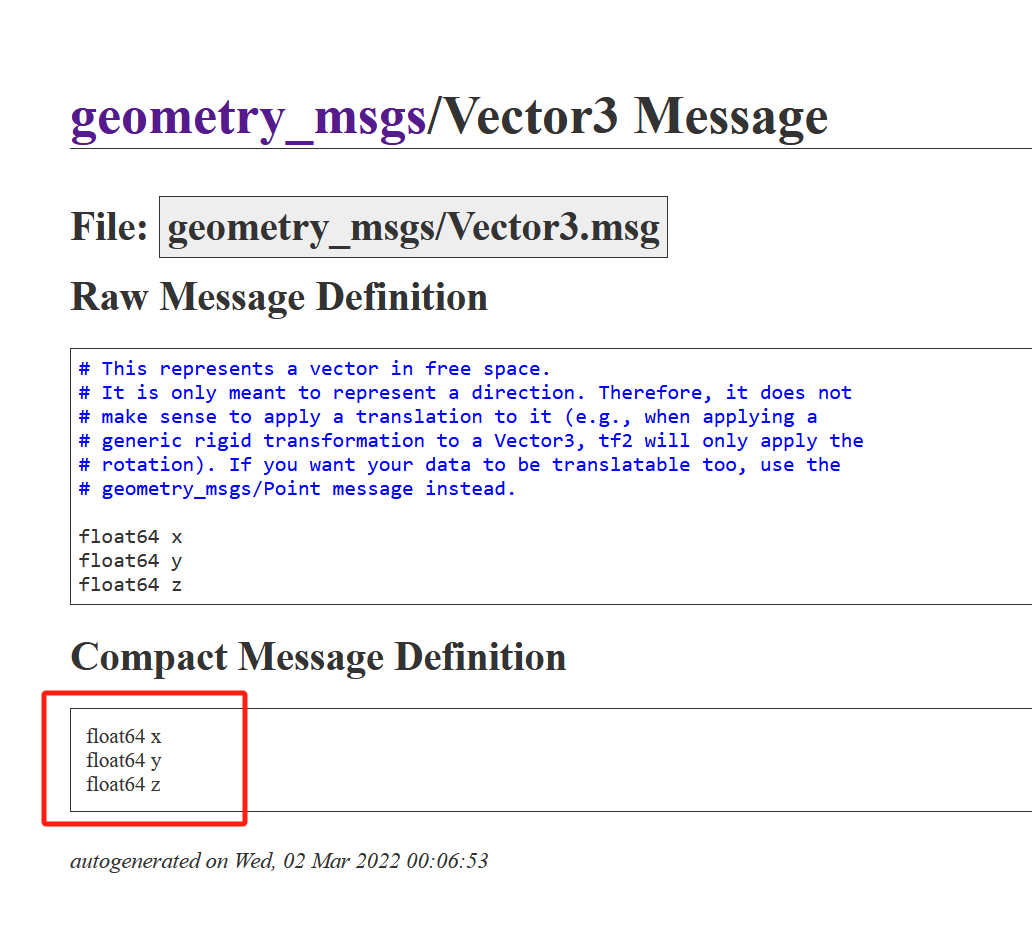 geometry_msgs/Vector3 Message
File: geometry_msgs/Vector3.msg
Raw Message Definition
# This represents a vector in free space.
# It is only meant to represent a direction. Therefore, it does not
# make sense to apply a translation to it (e.g., when applying a
# generic rigid transformation to a Vector3, tf2 will only apply the
# rotation). If you want your data to be translatable too, use the
# geometry_msgs/Point message instead.
float64 x
float64 y
float64 z
Compact Message Definition
float64 x
float64 y
float64 z
autogenerated on Wed, 02 Mar 2022 00:06:53